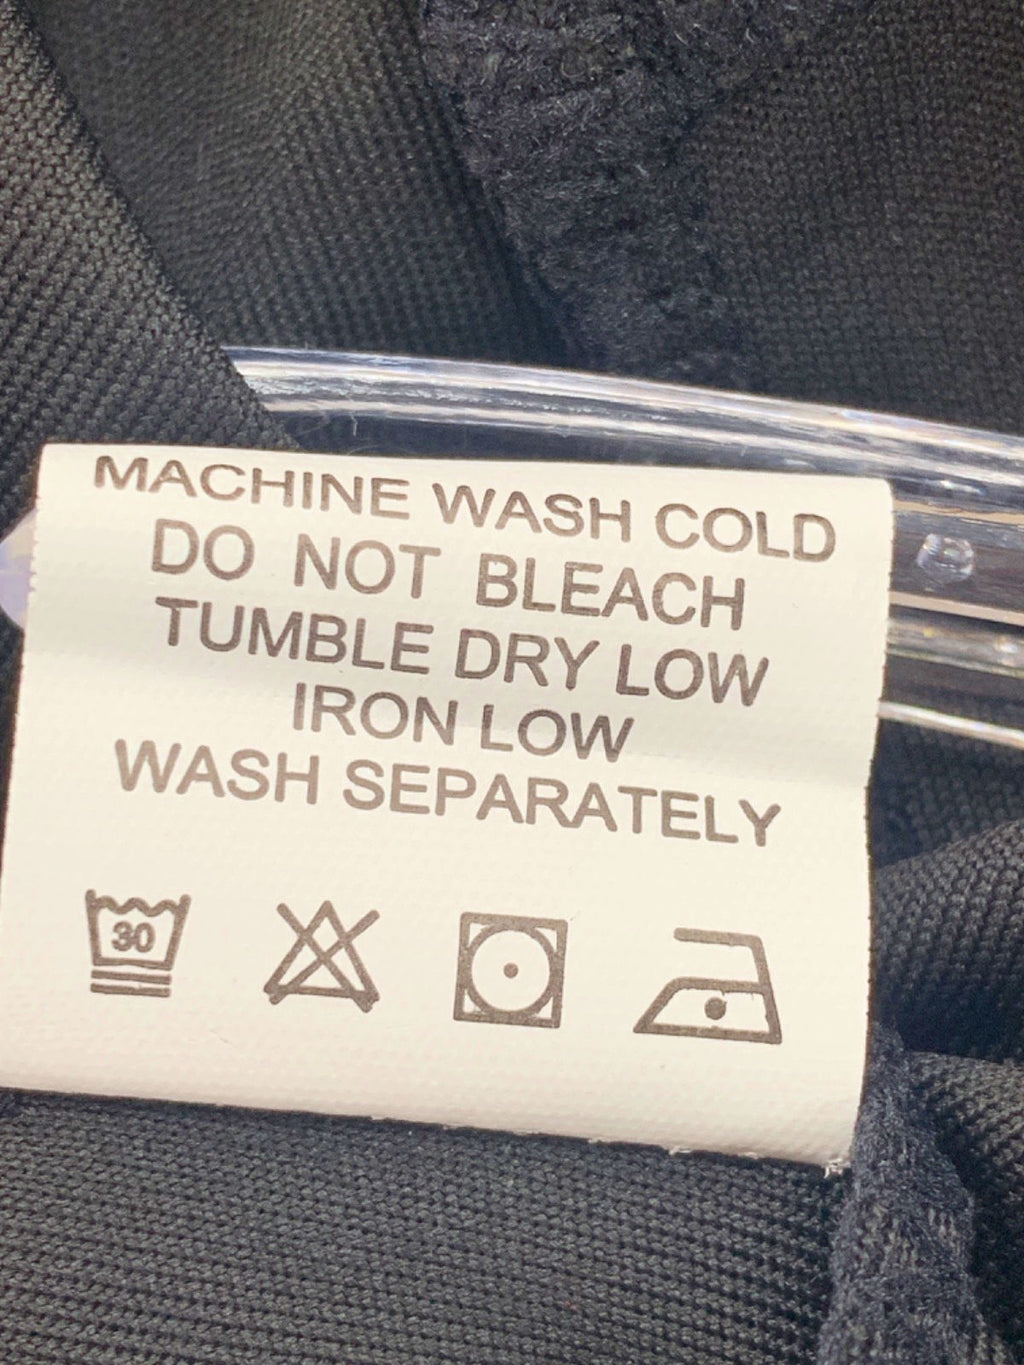 MACHINE WASH COLD
DO NOT BLEACH
TUMBLE DRY LOW
IRON LOW
WASH SEPARATELY
30